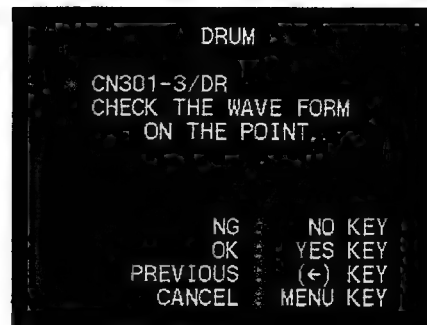 DRUM
* CN301-3/DR
CHECK THE WAVE FORM
ON THE POINT.
NG : NO KEY
OK : YES KEY
PREVIOUS : (←) KEY
CANCEL : MENU KEY